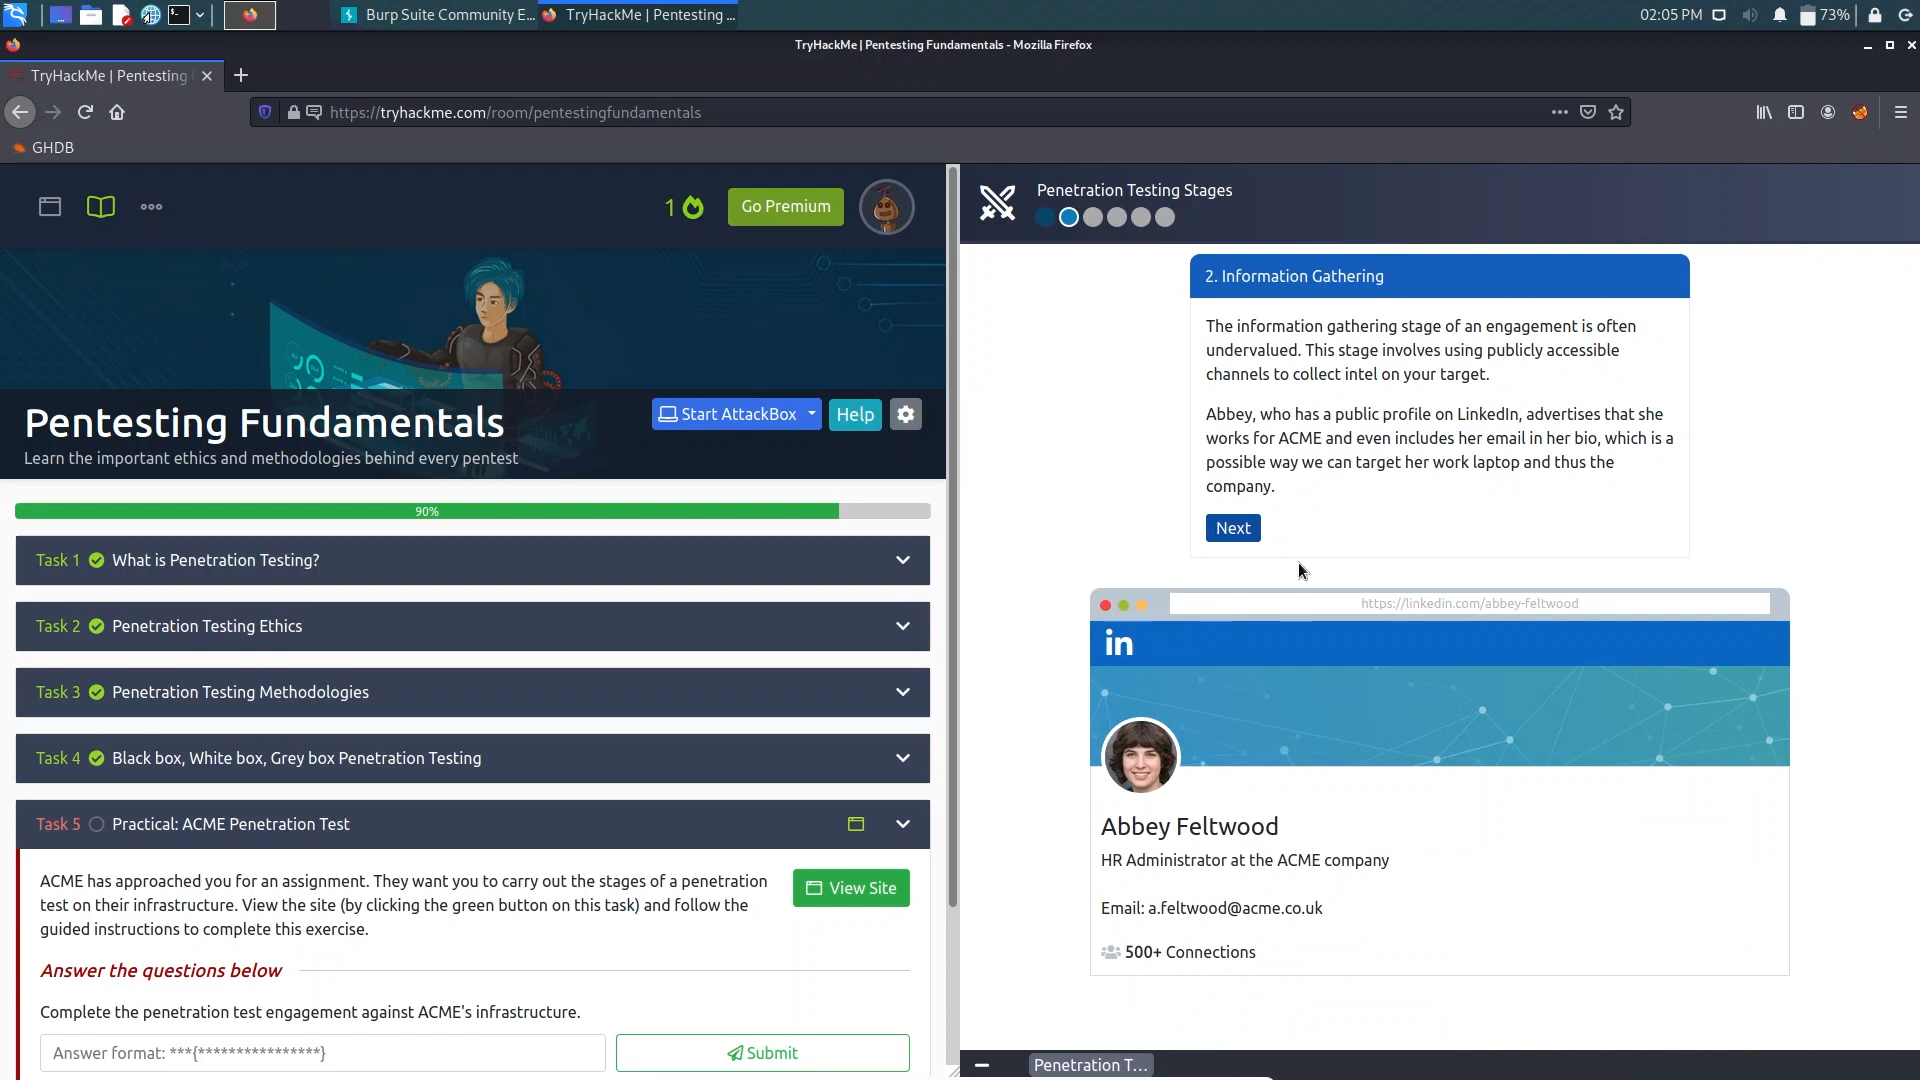 Burp Suite Community E...
TryHackMe | Pentesting ...
02:05 PM
73%
TryHackMe | Pentesting Fundamentals - Mozilla Firefox
TryHackMe | Pentesting
https://tryhackme.com/room/pentestingfundamentals
GHDB
1
Go Premium
Pentesting Fundamentals
Learn the important ethics and methodologies behind every pentest
Start AttackBox
Help
90%
Task 1 What is Penetration Testing?
Task 2 Penetration Testing Ethics
Task 3 Penetration Testing Methodologies
Task 4 Black box, White box, Grey box Penetration Testing
Task 5 Practical: ACME Penetration Test
ACME has approached you for an assignment. They want you to carry out the stages of a penetration
test on their infrastructure. View the site (by clicking the green button on this task) and follow the
guided instructions to complete this exercise.
View Site
Answer the questions below
Complete the penetration test engagement against ACME's infrastructure.
Answer format: ***{****************}
Submit
Penetration Testing Stages
2. Information Gathering
The information gathering stage of an engagement is often
undervalued. This stage involves using publicly accessible
channels to collect intel on your target.
Abbey, who has a public profile on LinkedIn, advertises that she
works for ACME and even includes her email in her bio, which is a
possible way we can target her work laptop and thus the
company.
Next
https://linkedin.com/abbey-feltwood
in
Abbey Feltwood
HR Administrator at the ACME company
Email: a.feltwood@acme.co.uk
500+ Connections
Penetration T...